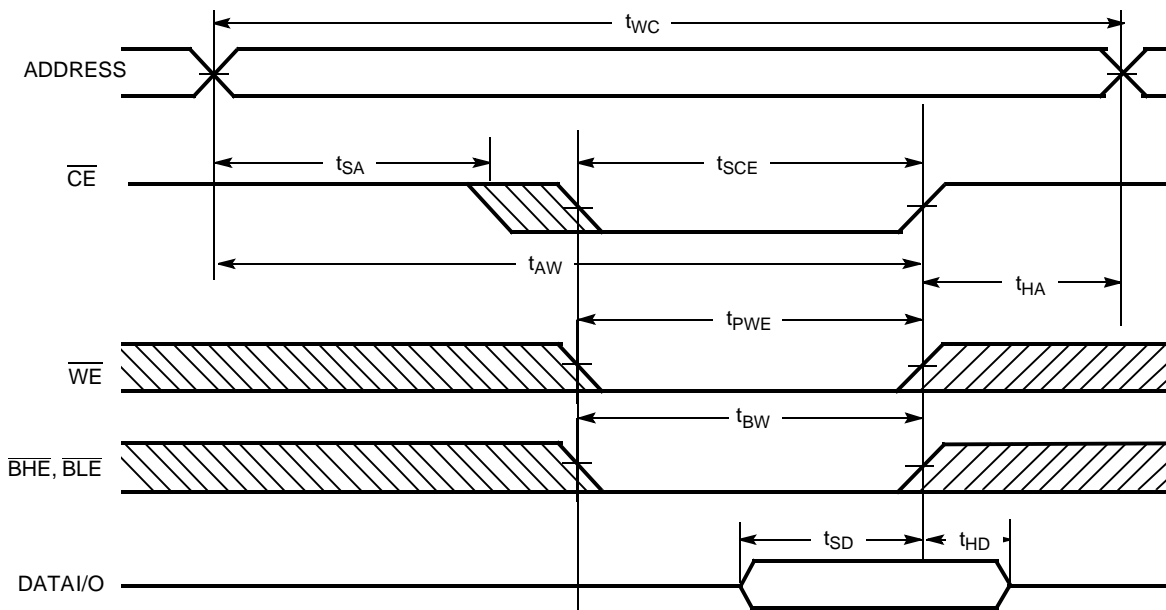 tWC
ADDRESS
tSA
tSCE
CE
tAW
tHA
tPWE
WE
tBW
BHE, BLE
tSD
tHD
DATAI/O